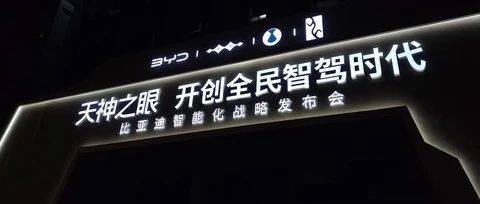 BYD
天神之眼 开创全民智驾时代
比亚迪智能化战略发布会